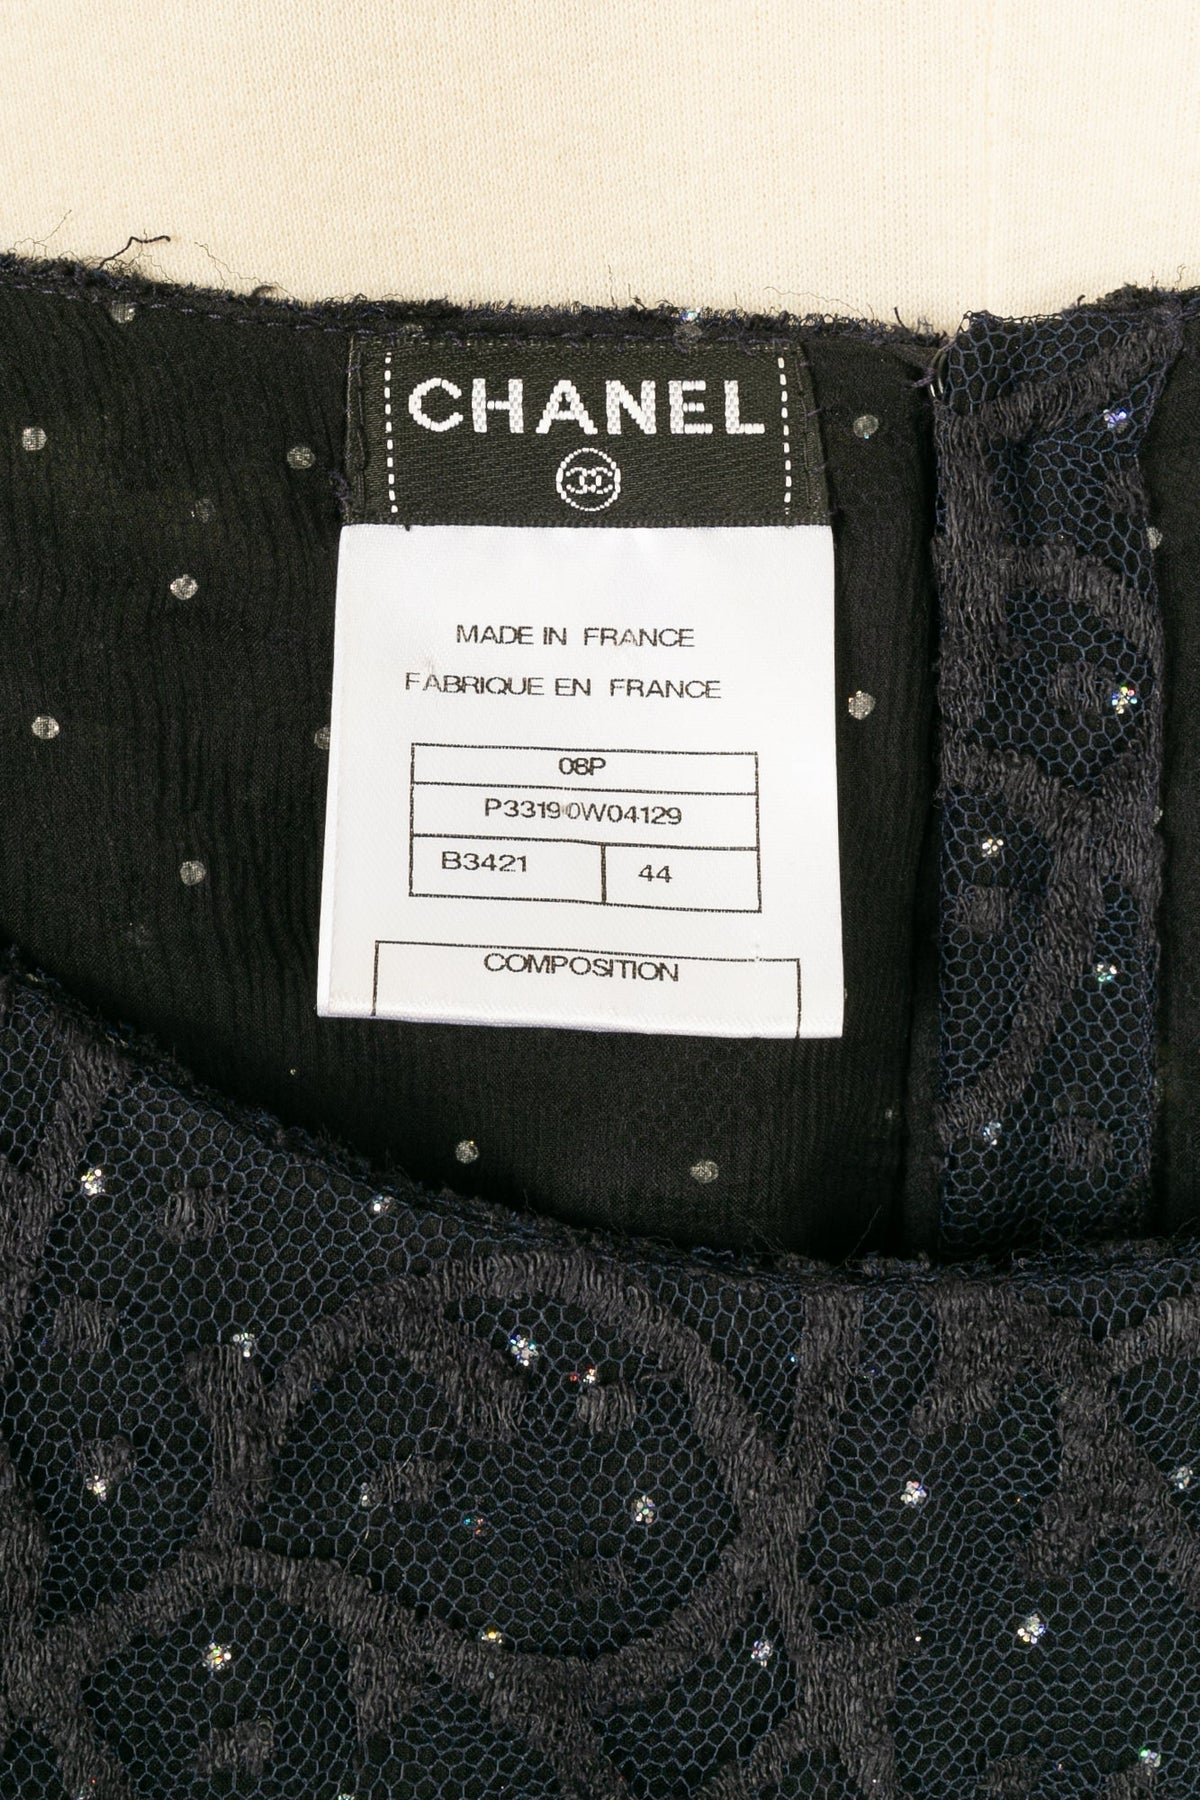 CHANEL
MADE IN FRANCE
FABRIQUE EN FRANCE
08P
P33190W04129
B3421 44
COMPOSITION